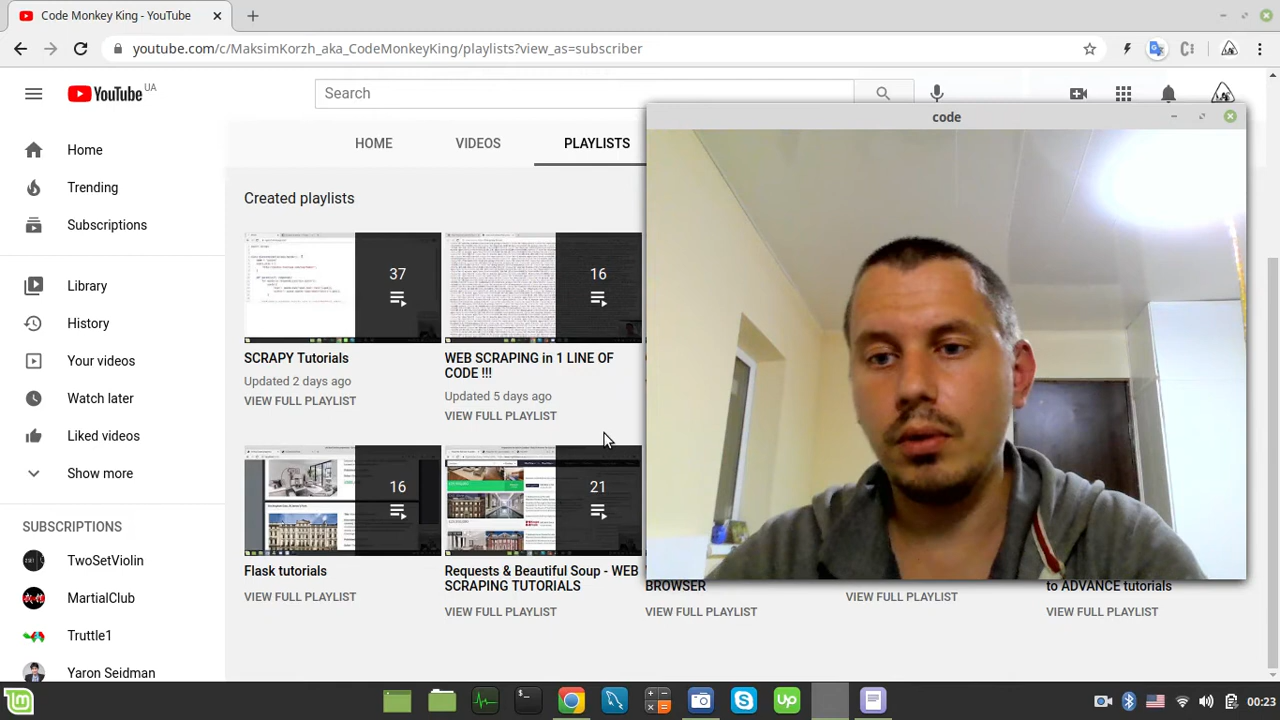 Code Monkey King - YouTube
youtube.com/c/MaksimKorzh_aka_CodeMonkeyKing/playlists?view_as=subscriber
YouTube UA
Search
code
Home
Trending
Subscriptions
Library
History
Your videos
Watch later
Liked videos
Show more
SUBSCRIPTIONS
TwoSetViolin
MartialClub
Truttle1
Yaron Seidman
HOME VIDEOS PLAYLISTS
Created playlists
37
SCRAPY Tutorials
Updated 2 days ago
VIEW FULL PLAYLIST
16
WEB SCRAPING in 1 LINE OF
CODE !!!
Updated 5 days ago
VIEW FULL PLAYLIST
16
Flask tutorials
VIEW FULL PLAYLIST
21
Requests & Beautiful Soup - WEB
SCRAPING TUTORIALS
VIEW FULL PLAYLIST
BROWSER
VIEW FULL PLAYLIST
VIEW FULL PLAYLIST
to ADVANCE tutorials
VIEW FULL PLAYLIST
Up
00:23